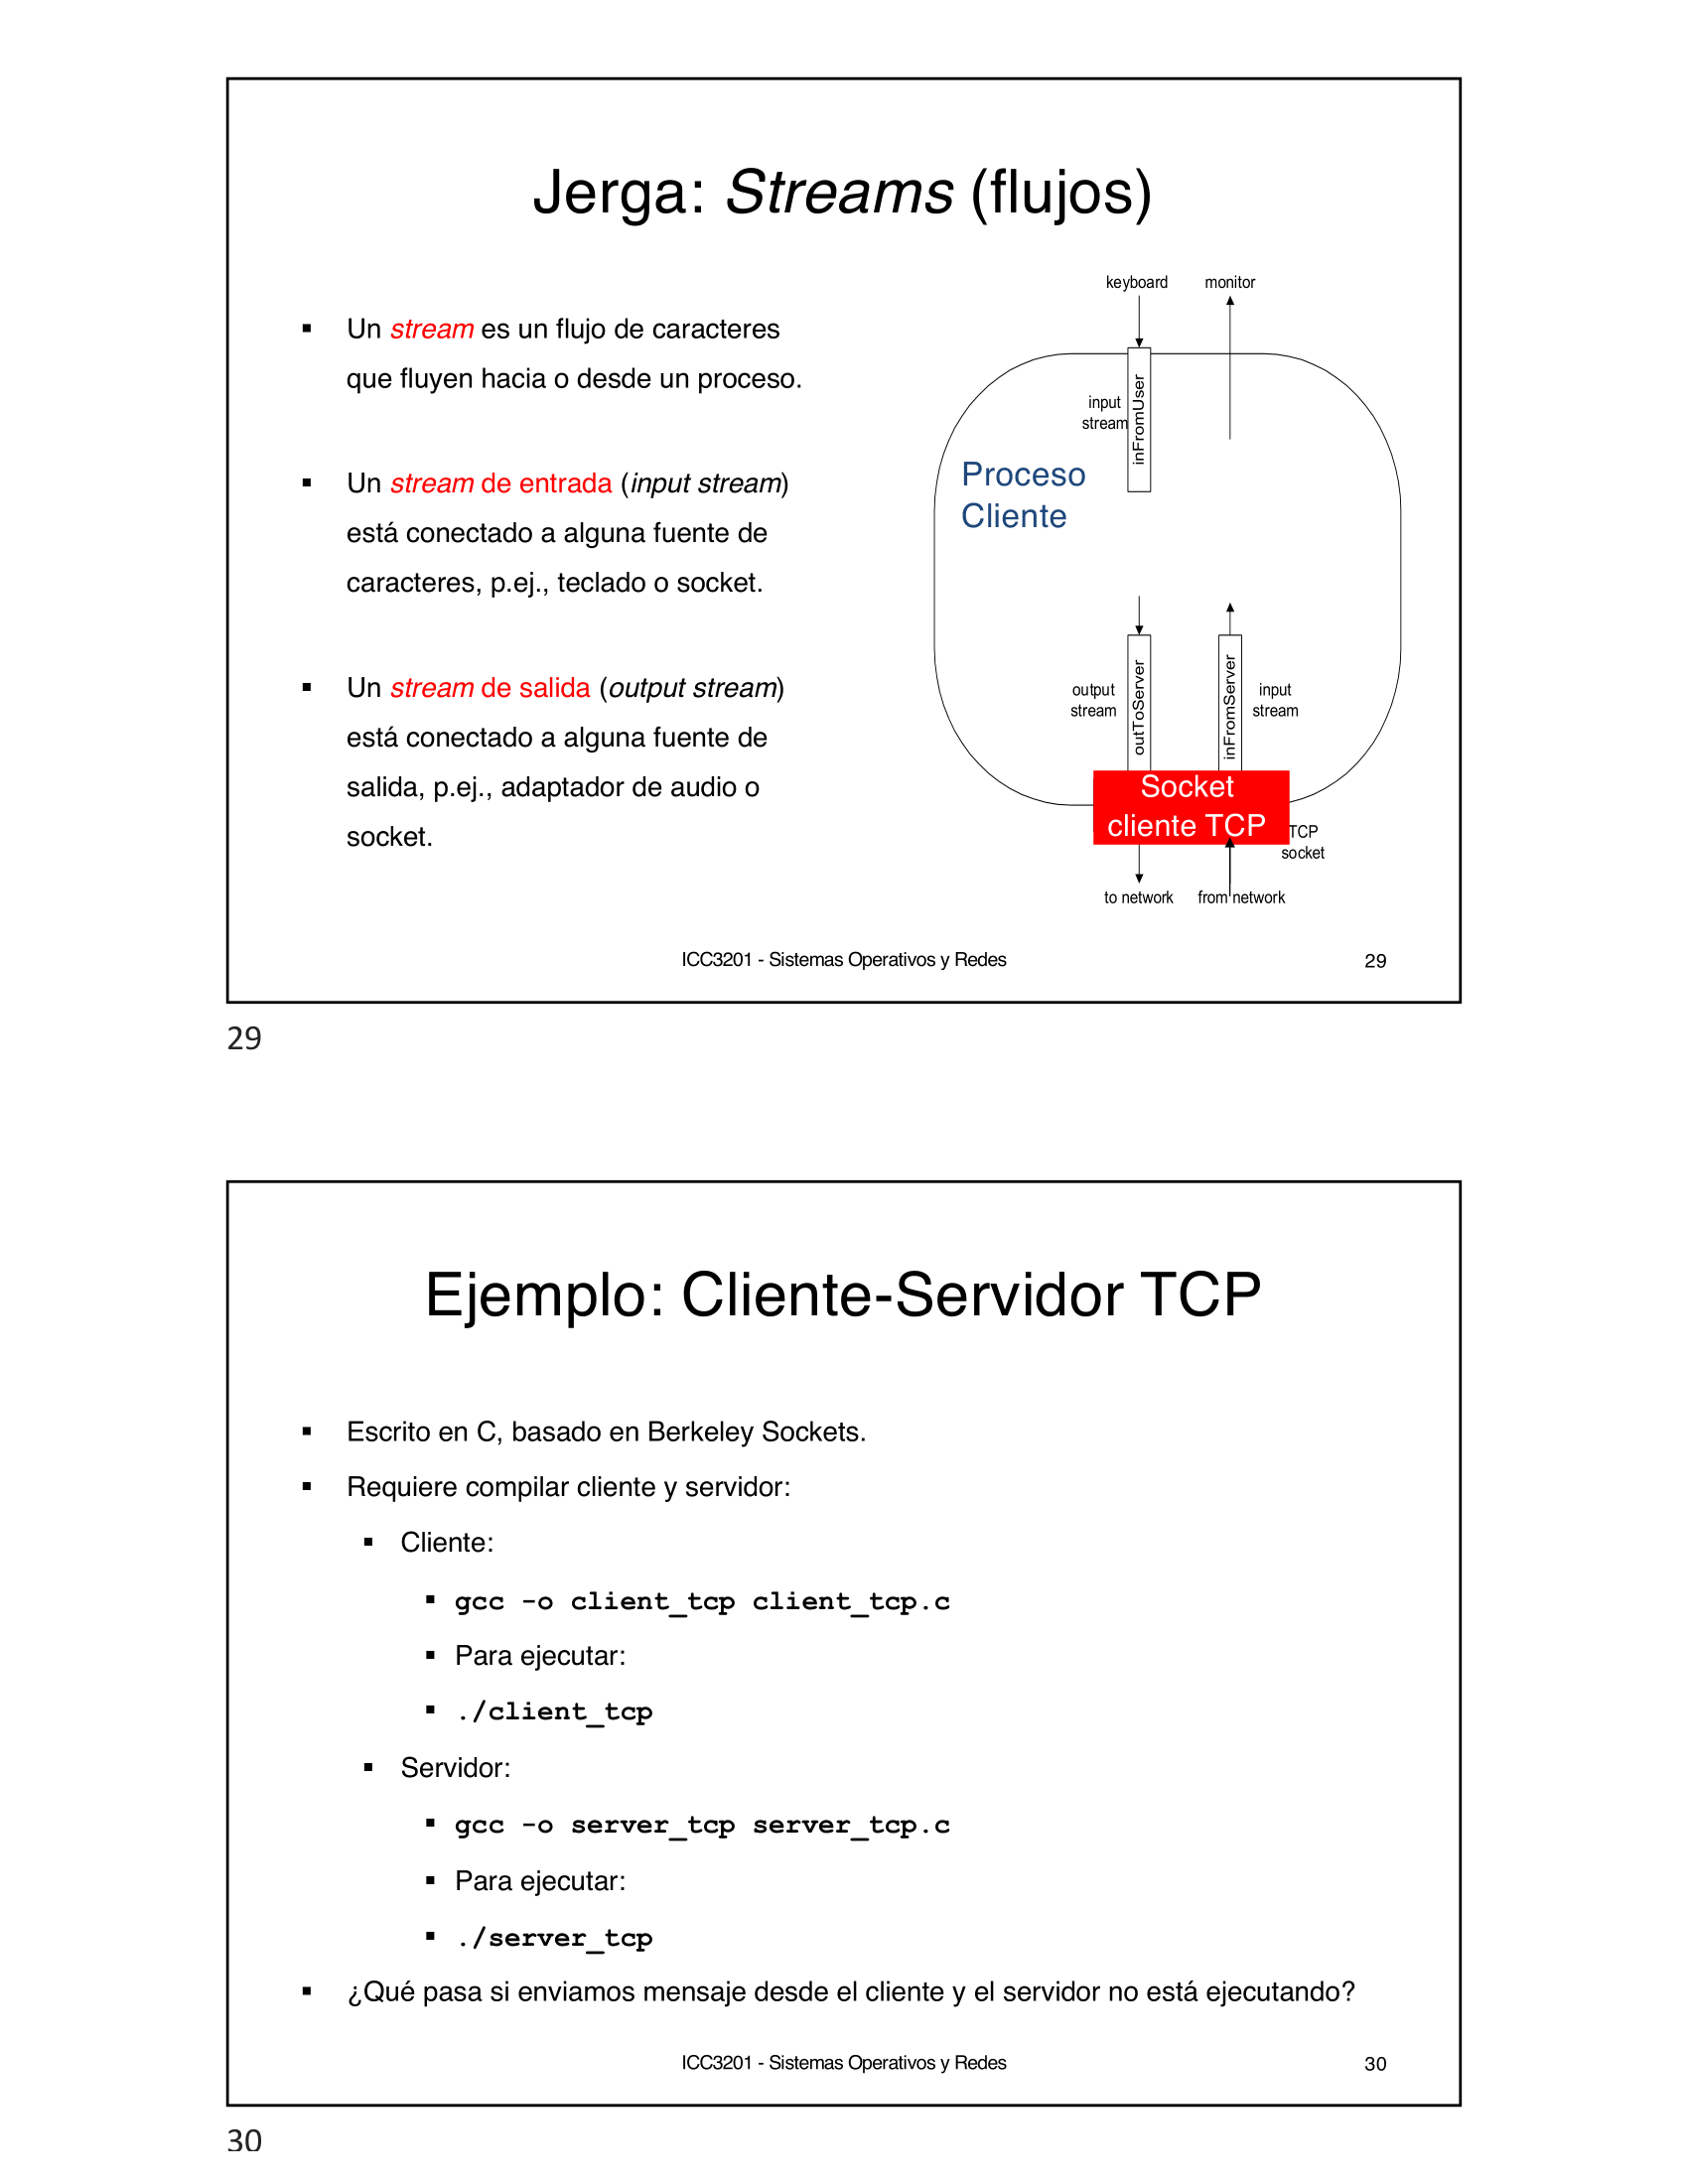 Jerga: Streams (flujos)
▪ Un stream es un flujo de caracteres
que fluyen hacia o desde un proceso.
▪ Un stream de entrada (input stream)
está conectado a alguna fuente de
caracteres, p.ej., teclado o socket.
▪ Un stream de salida (output stream)
está conectado a alguna fuente de
salida, p.ej., adaptador de audio o
socket.
keyboard monitor
input
stream
inFromUser
Proceso
Cliente
output
stream
outToServer
inFromServer
input
stream
Socket
cliente TCP
TCP
socket
to network from network
ICC3201 - Sistemas Operativos y Redes 29
29
Ejemplo: Cliente-Servidor TCP
▪ Escrito en C, basado en Berkeley Sockets.
▪ Requiere compilar cliente y servidor:
▪ Cliente:
▪ gcc -o client_tcp client_tcp.c
▪ Para ejecutar:
▪ ./client_tcp
▪ Servidor:
▪ gcc -o server_tcp server_tcp.c
▪ Para ejecutar:
▪ ./server_tcp
▪ ¿Qué pasa si enviamos mensaje desde el cliente y el servidor no está ejecutando?
ICC3201 - Sistemas Operativos y Redes 30
30